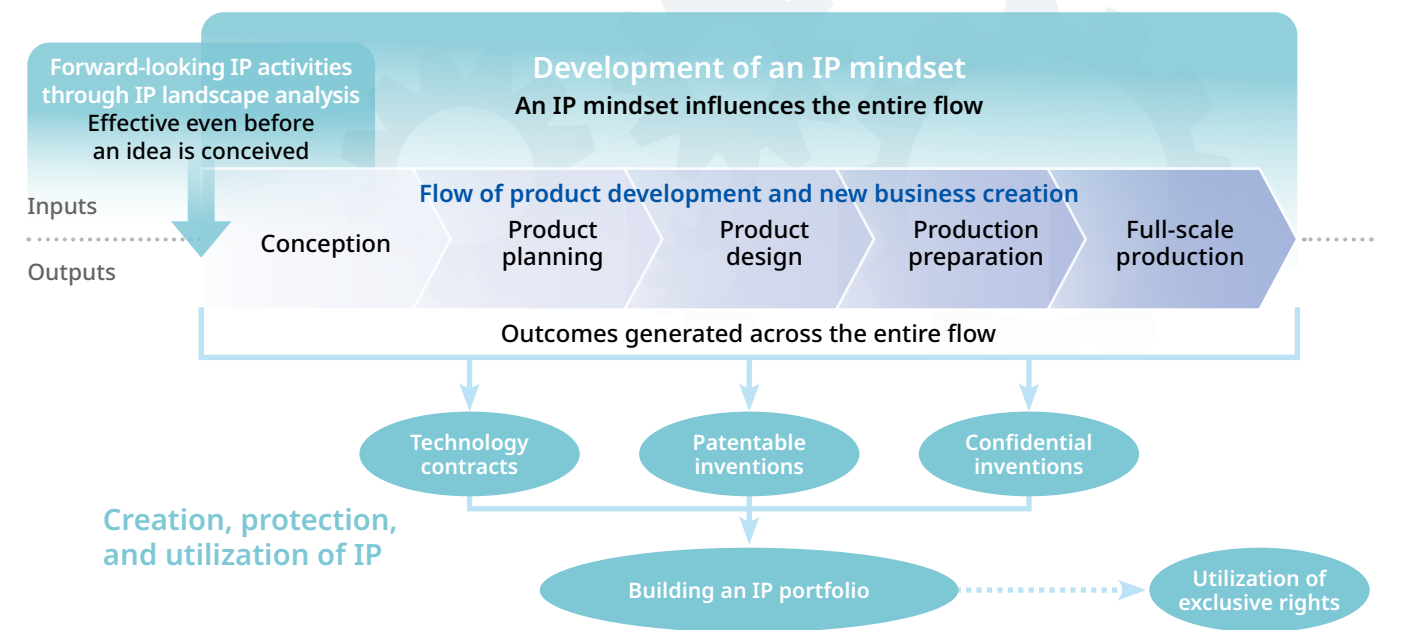 Forward-looking IP activities
through IP landscape analysis
Effective even before
an idea is conceived
Development of an IP mindset
An IP mindset influences the entire flow
Inputs
Outputs
Flow of product development and new business creation
Conception
Product
planning
Product
design
Production
preparation
Full-scale
production
Outcomes generated across the entire flow
Technology
contracts
Patentable
inventions
Confidential
inventions
Creation, protection,
and utilization of IP
Building an IP portfolio
Utilization of
exclusive rights